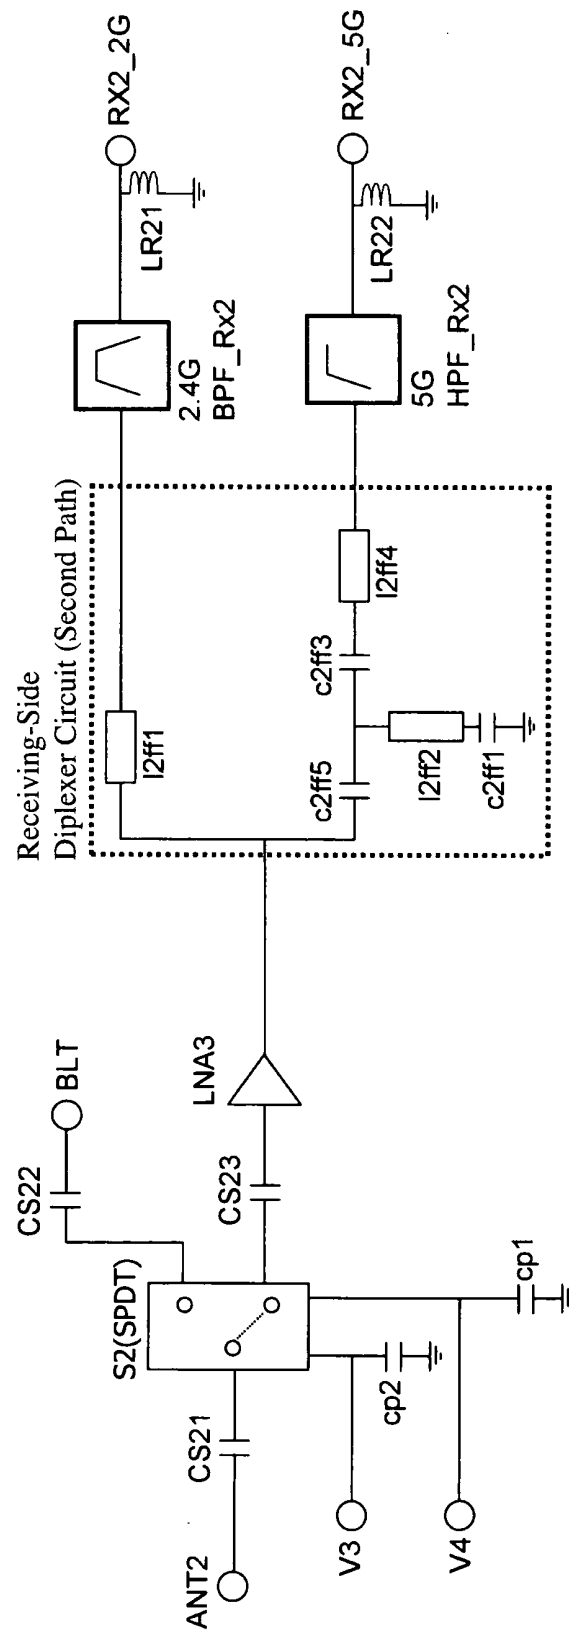 Receiving-Side
Diplexer Circuit (Second Path)
ANT2
CS21
S2(SPDT)
CS22
BLT
CS23
LNA3
V3
cp2
V4
cp1
l2ff1
c2ff5
l2ff2
c2ff1
c2ff3
l2ff4
2.4G
BPF_Rx2
LR21
RX2_2G
5G
HPF_Rx2
LR22
RX2_5G